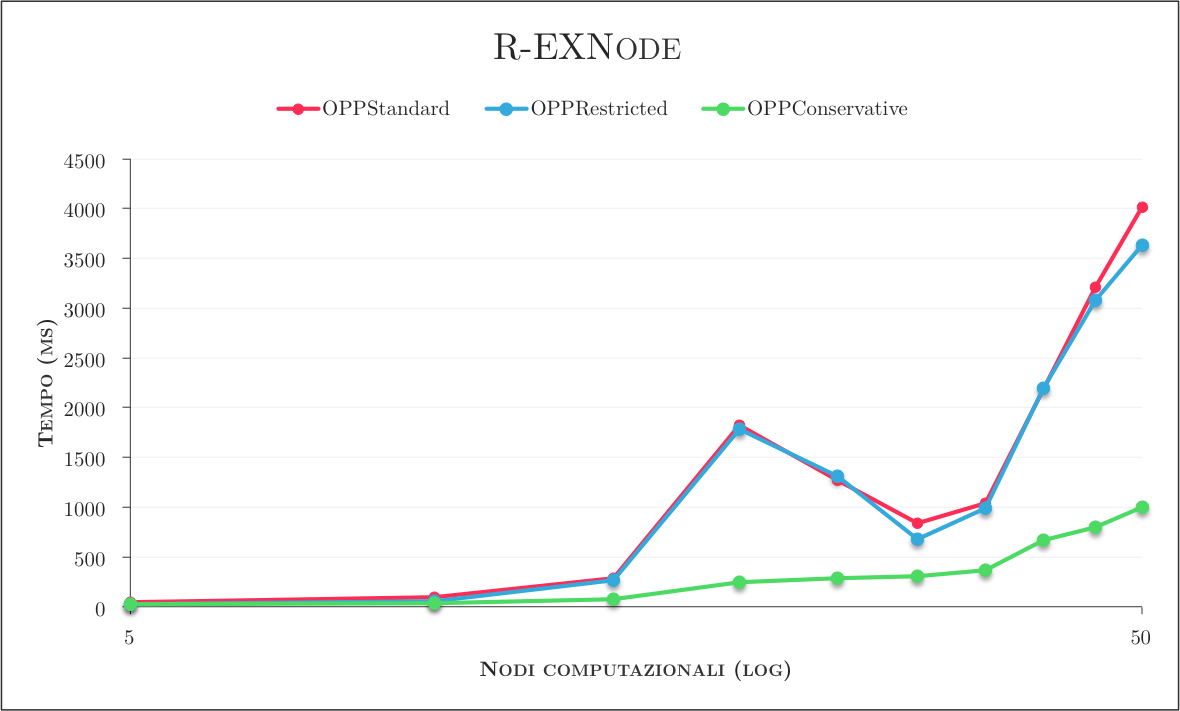 R-EXNode
OPPStandard OPPRestricted OPPConservative
4500
4000
3500
3000
2500
2000
1500
1000
500
0
Tempo (ms)
5 50
Nodi computazionali (log)